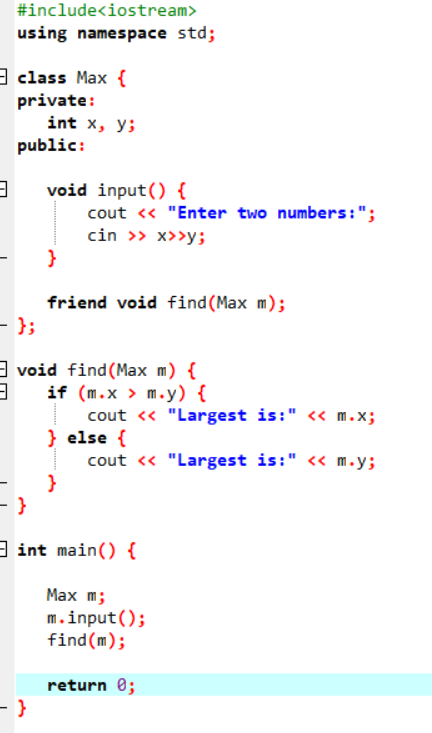 #include<iostream>
using namespace std;
class Max {
private:
int x, y;
public:
void input() {
cout << "Enter two numbers:";
cin >> x>>y;
}
friend void find(Max m);
};
void find(Max m) {
if (m.x > m.y) {
cout << "Largest is:" << m.x;
} else {
cout << "Largest is:" << m.y;
}
}
int main() {
Max m;
m.input();
find(m);
return 0;
}